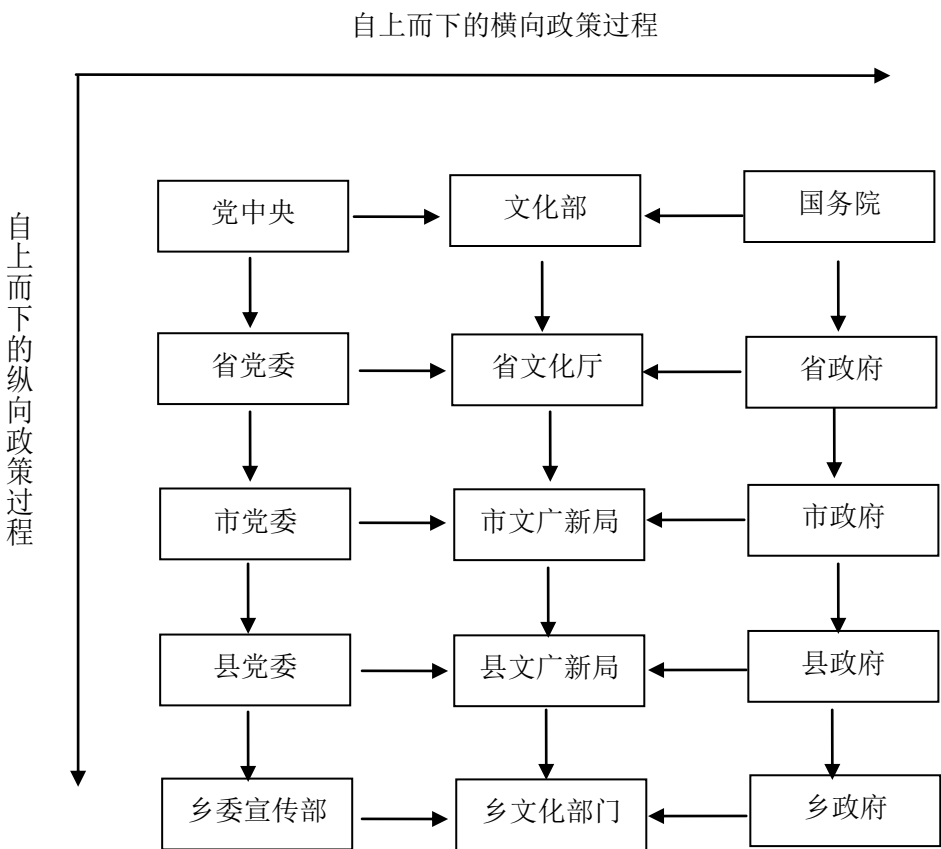 自上而下的横向政策过程
自上而下的纵向政策过程
党中央
文化部
国务院
省党委
省文化厅
省政府
市党委
市文广新局
市政府
县党委
县文广新局
县政府
乡委宣传部
乡文化部门
乡政府